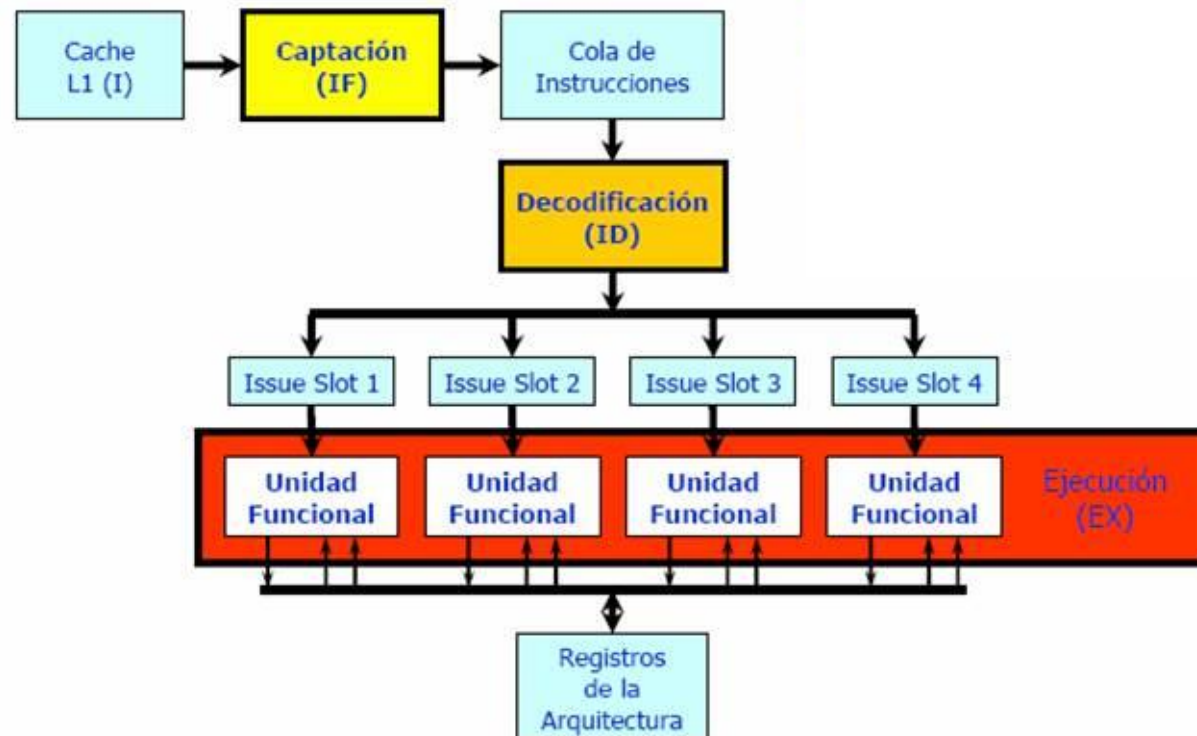 Cache
L1 (I)
Captación
(IF)
Cola de
Instrucciones
Decodificación
(ID)
Issue Slot 1
Issue Slot 2
Issue Slot 3
Issue Slot 4
Unidad
Funcional
Unidad
Funcional
Unidad
Funcional
Unidad
Funcional
Ejecución
(EX)
Registros
de la
Arquitectura